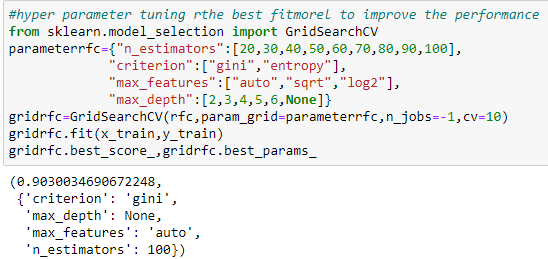 #hyper parameter tuning rthe best fitmorel to improve the performance
from sklearn.model_selection import GridSearchCV
parameterrfc={"n_estimators":[20,30,40,50,60,70,80,90,100],
"criterion":["gini","entropy"],
"max_features":["auto","sqrt","log2"],
"max_depth":[2,3,4,5,6,None]}
gridrfc=GridSearchCV(rfc,param_grid=parameterrfc,n_jobs=-1,cv=10)
gridrfc.fit(x_train,y_train)
gridrfc.best_score_,gridrfc.best_params_
(0.9030034690672248,
{'criterion': 'gini',
'max_depth': None,
'max_features': 'auto',
'n_estimators': 100})